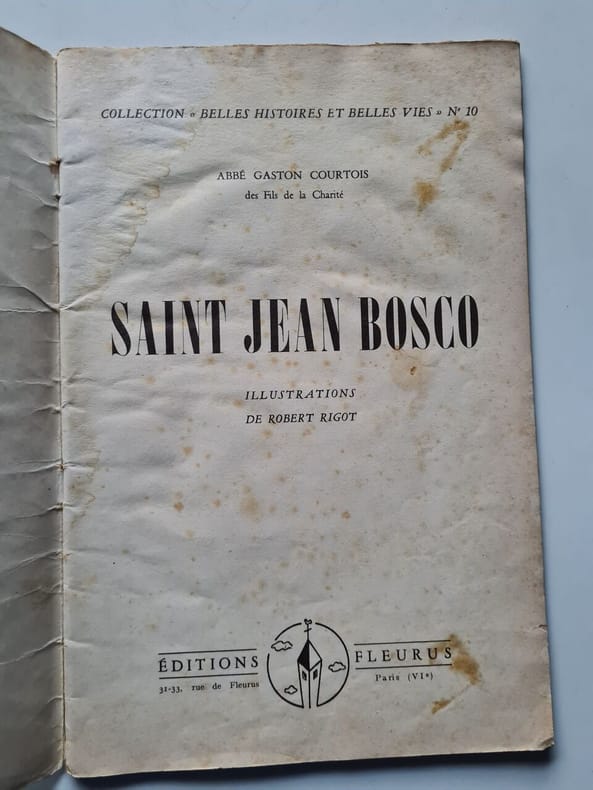 COLLECTION « BELLES HISTOIRES ET BELLES VIES » Nº 10
ABBÉ GASTON COURTOIS
des Fils de la Charité
SAINT JEAN BOSCO
ILLUSTRATIONS
DE ROBERT RIGOT
ÉDITIONS FLEURUS
31-33, rue de Fleurus Paris (VIᵉ)